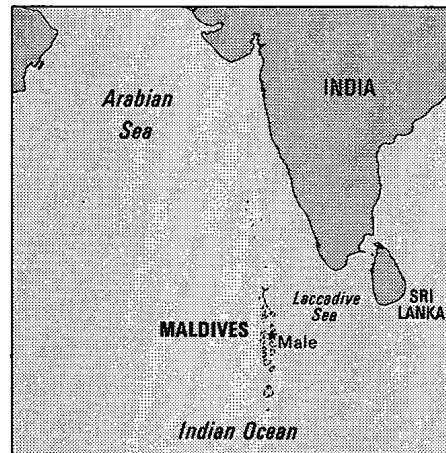 Arabian
Sea
INDIA
Laccadive
Sea
SRI
LANKA
MALDIVES
Male
Indian Ocean